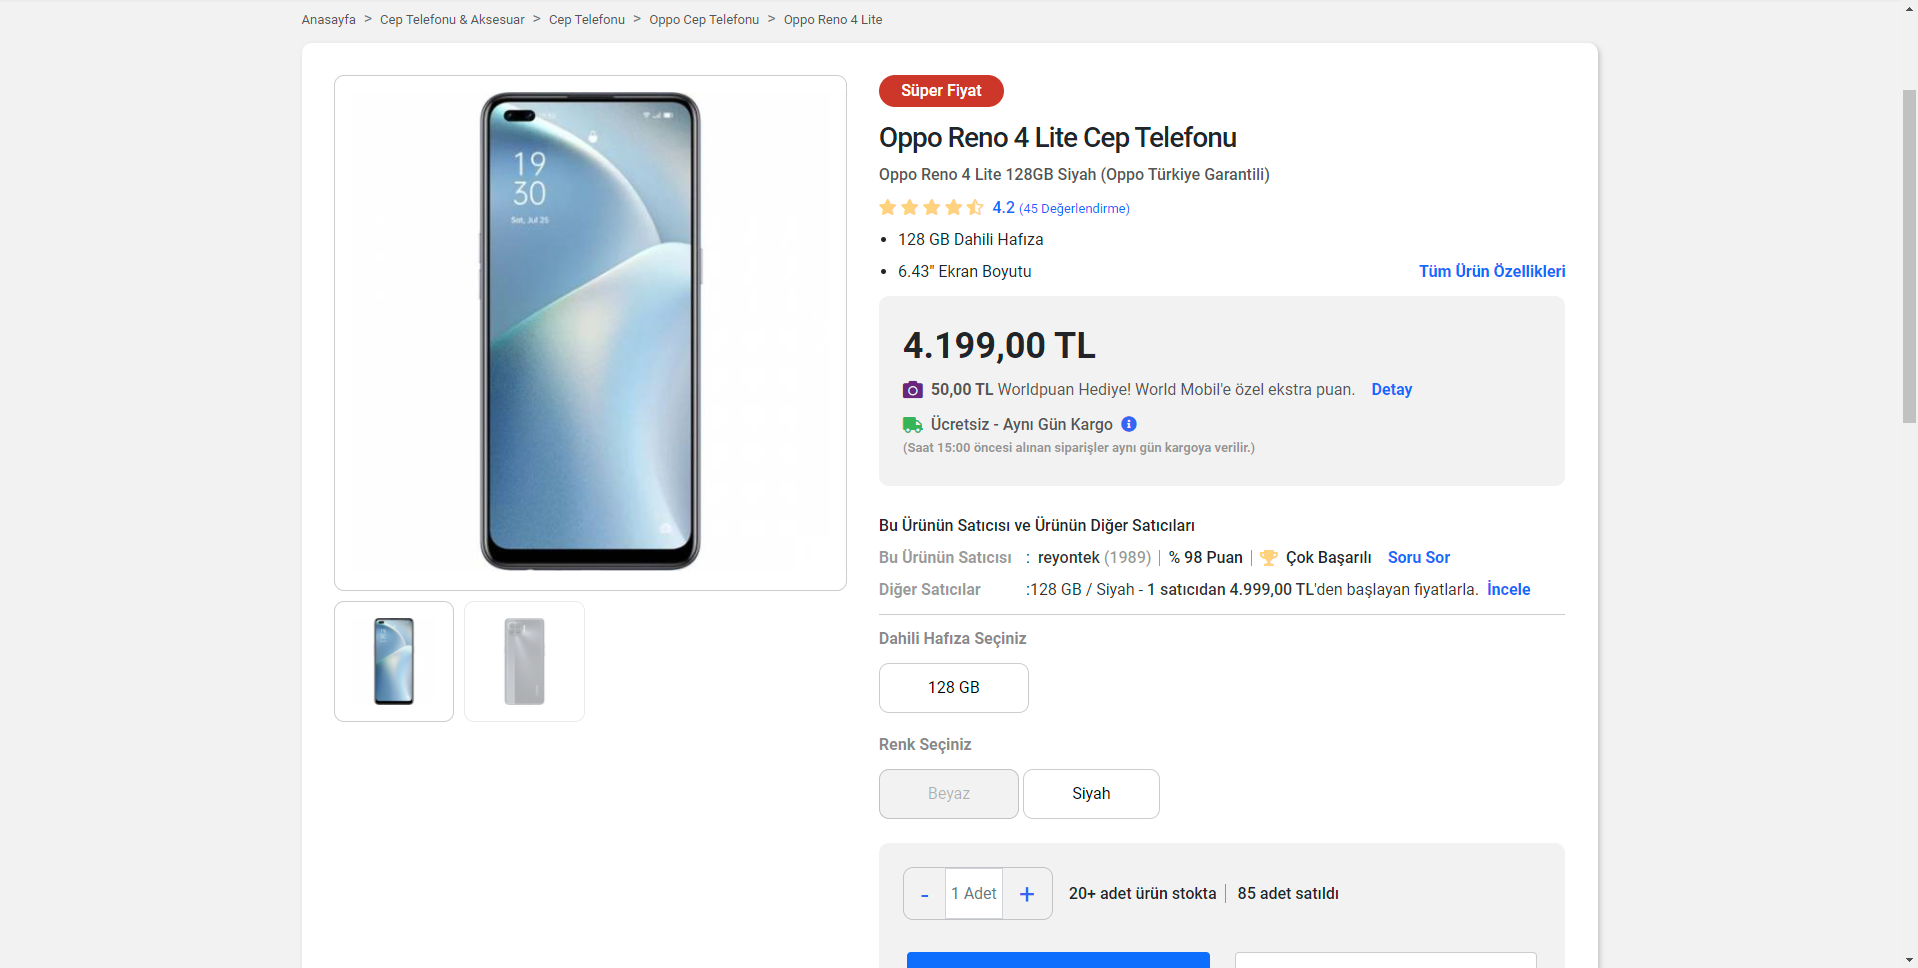 Anasayfa > Cep Telefonu & Aksesuar > Cep Telefonu > Oppo Cep Telefonu > Oppo Reno 4 Lite
19
30
Sat, Jul 25
Süper Fiyat
Oppo Reno 4 Lite Cep Telefonu
Oppo Reno 4 Lite 128GB Siyah (Oppo Türkiye Garantili)
4.2 (45 Değerlendirme)
• 128 GB Dahili Hafıza
• 6.43" Ekran Boyutu
Tüm Ürün Özellikleri
4.199,00 TL
50,00 TL Worldpuan Hediye! World Mobil'e özel ekstra puan. Detay
Ücretsiz - Aynı Gün Kargo
(Saat 15:00 öncesi alınan siparişler aynı gün kargoya verilir.)
Bu Ürünün Satıcısı ve Ürünün Diğer Satıcıları
Bu Ürünün Satıcısı : reyontek (1989) | % 98 Puan | Çok Başarılı Soru Sor
Diğer Satıcılar :128 GB / Siyah - 1 satıcıdan 4.999,00 TL'den başlayan fiyatlarla. İncele
Dahili Hafıza Seçiniz
128 GB
Renk Seçiniz
Beyaz Siyah
- 1 Adet + 20+ adet ürün stokta | 85 adet satıldı